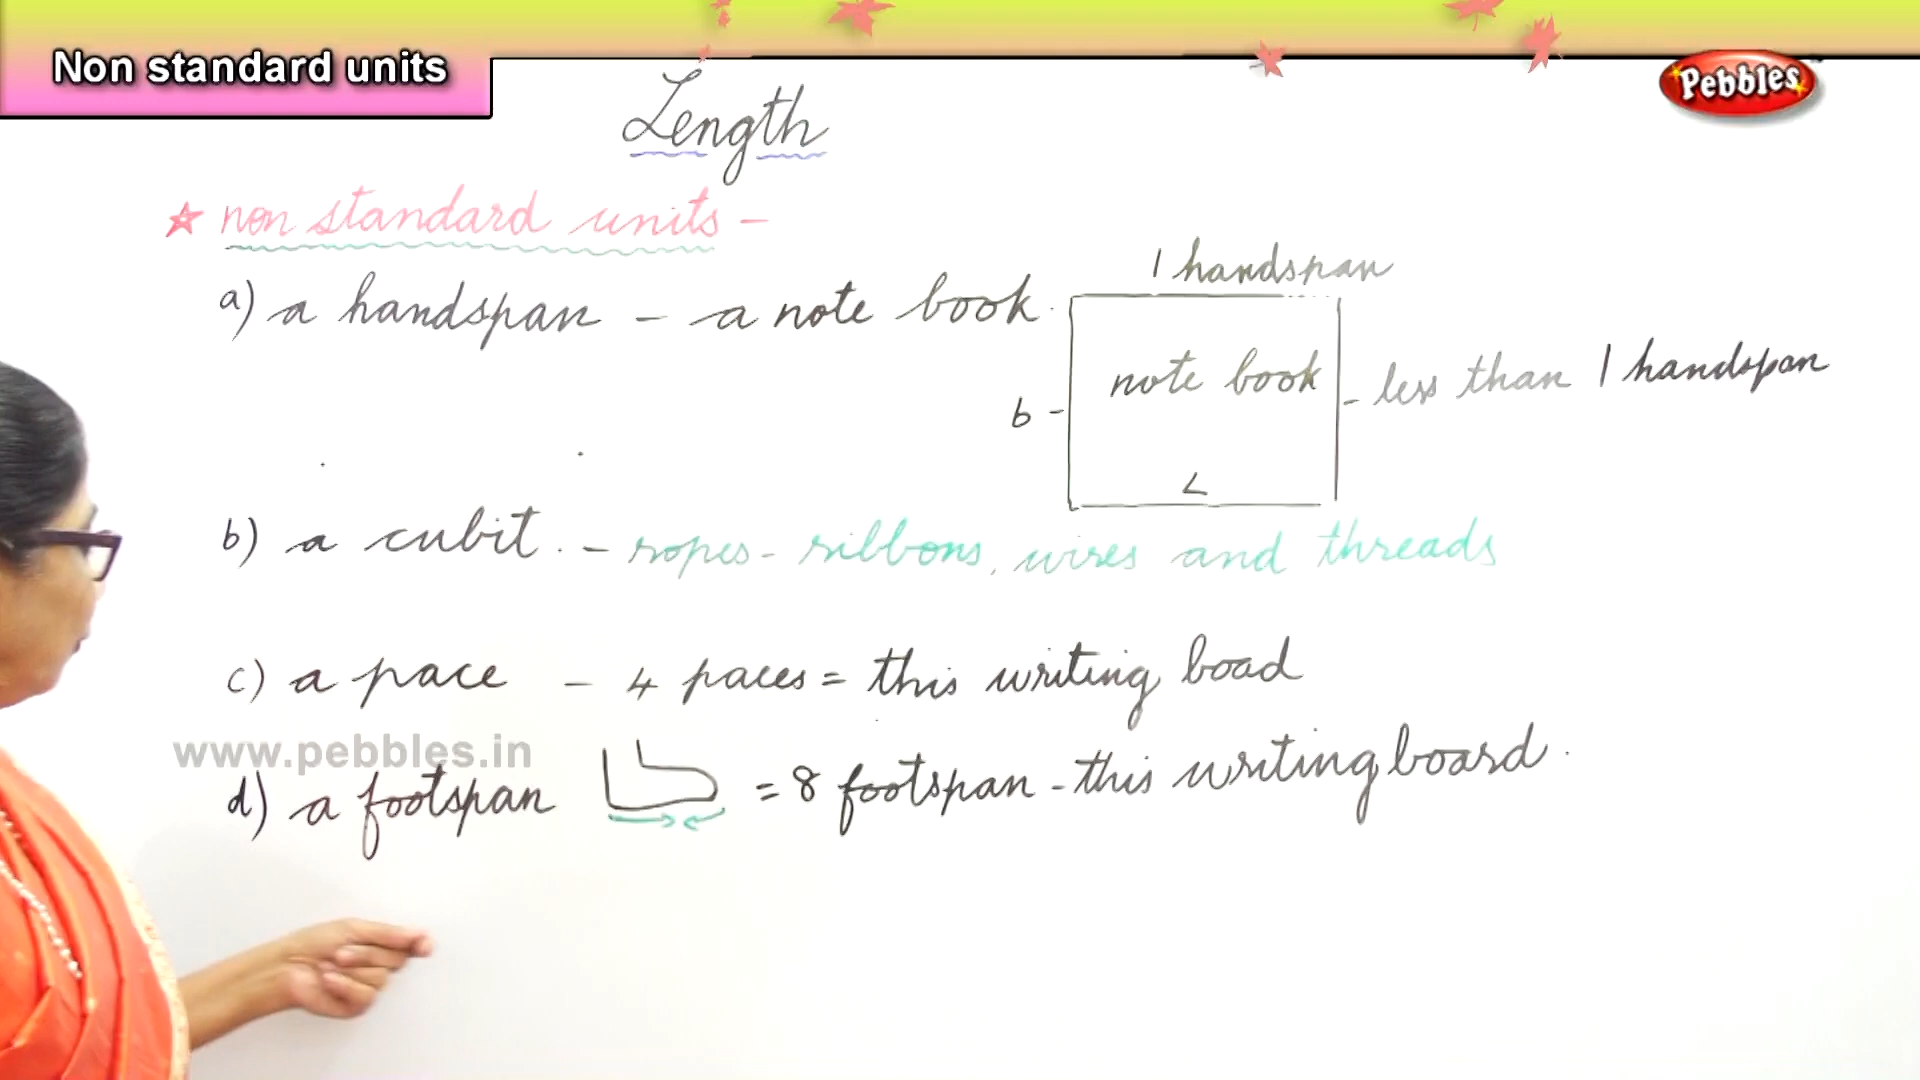 Non standard units
Pebbles
Length
non standard units -
1 handspan
a) a handspan - a note book.
note book
- less than 1 handspan
b -
L
b) a cubit. - ropes - ribbons, wires and threads
c) a pace - 4 paces = this writing boad
www.pebbles.in
d) a footspan = 8 footspan - this writing board.